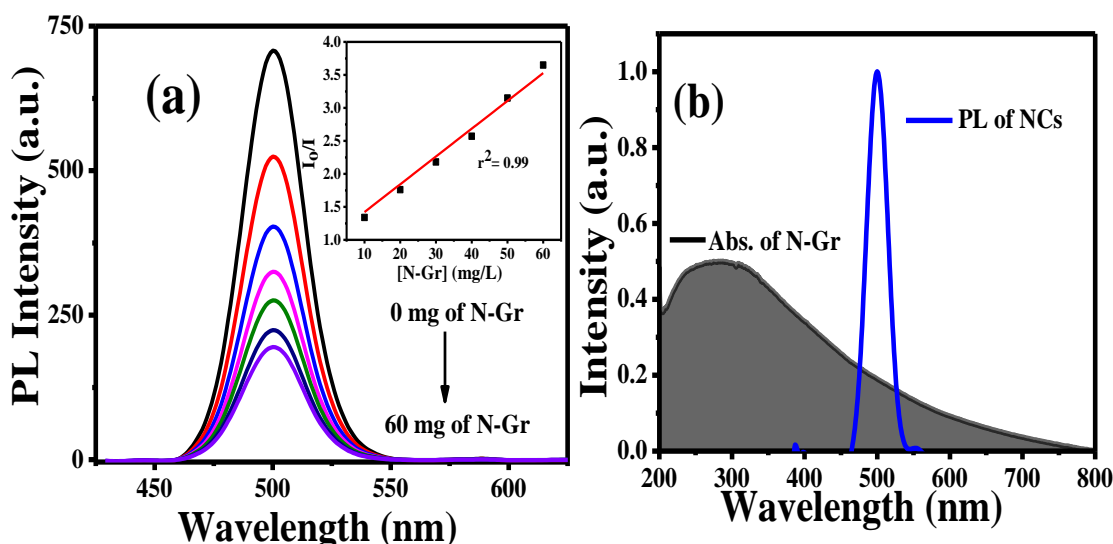 (a)
PL Intensity (a.u.)
750
500
250
0
450
500
550
600
Wavelength (nm)
I₀/I
4.0
3.5
3.0
2.5
2.0
1.5
1.0
10
20
30
40
50
60
[N-Gr] (mg/L)
r²= 0.99
0 mg of N-Gr
60 mg of N-Gr
(b)
Intensity (a.u.)
1.0
0.8
0.6
0.4
0.2
0.0
200
300
400
500
600
700
800
Wavelength (nm)
PL of NCs
Abs. of N-Gr